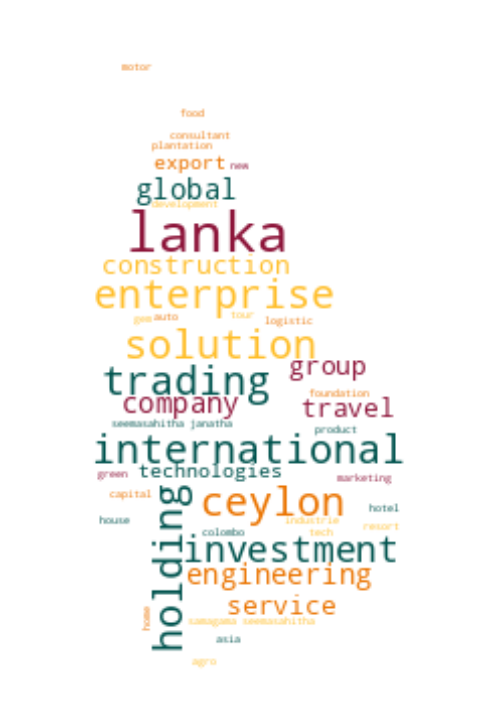 motor
food
consultant
plantation
export new
global
development
lanka
construction
enterprise
gem auto tour logistic
solution
group
trading
foundation
company travel
seemasahitha janatha product
international
technologies
green marketing
capital
holding
ceylon hotel
house industrie resort
colombo tech
investment
engineering
service
home
samagama seemasahitha
asia
agro